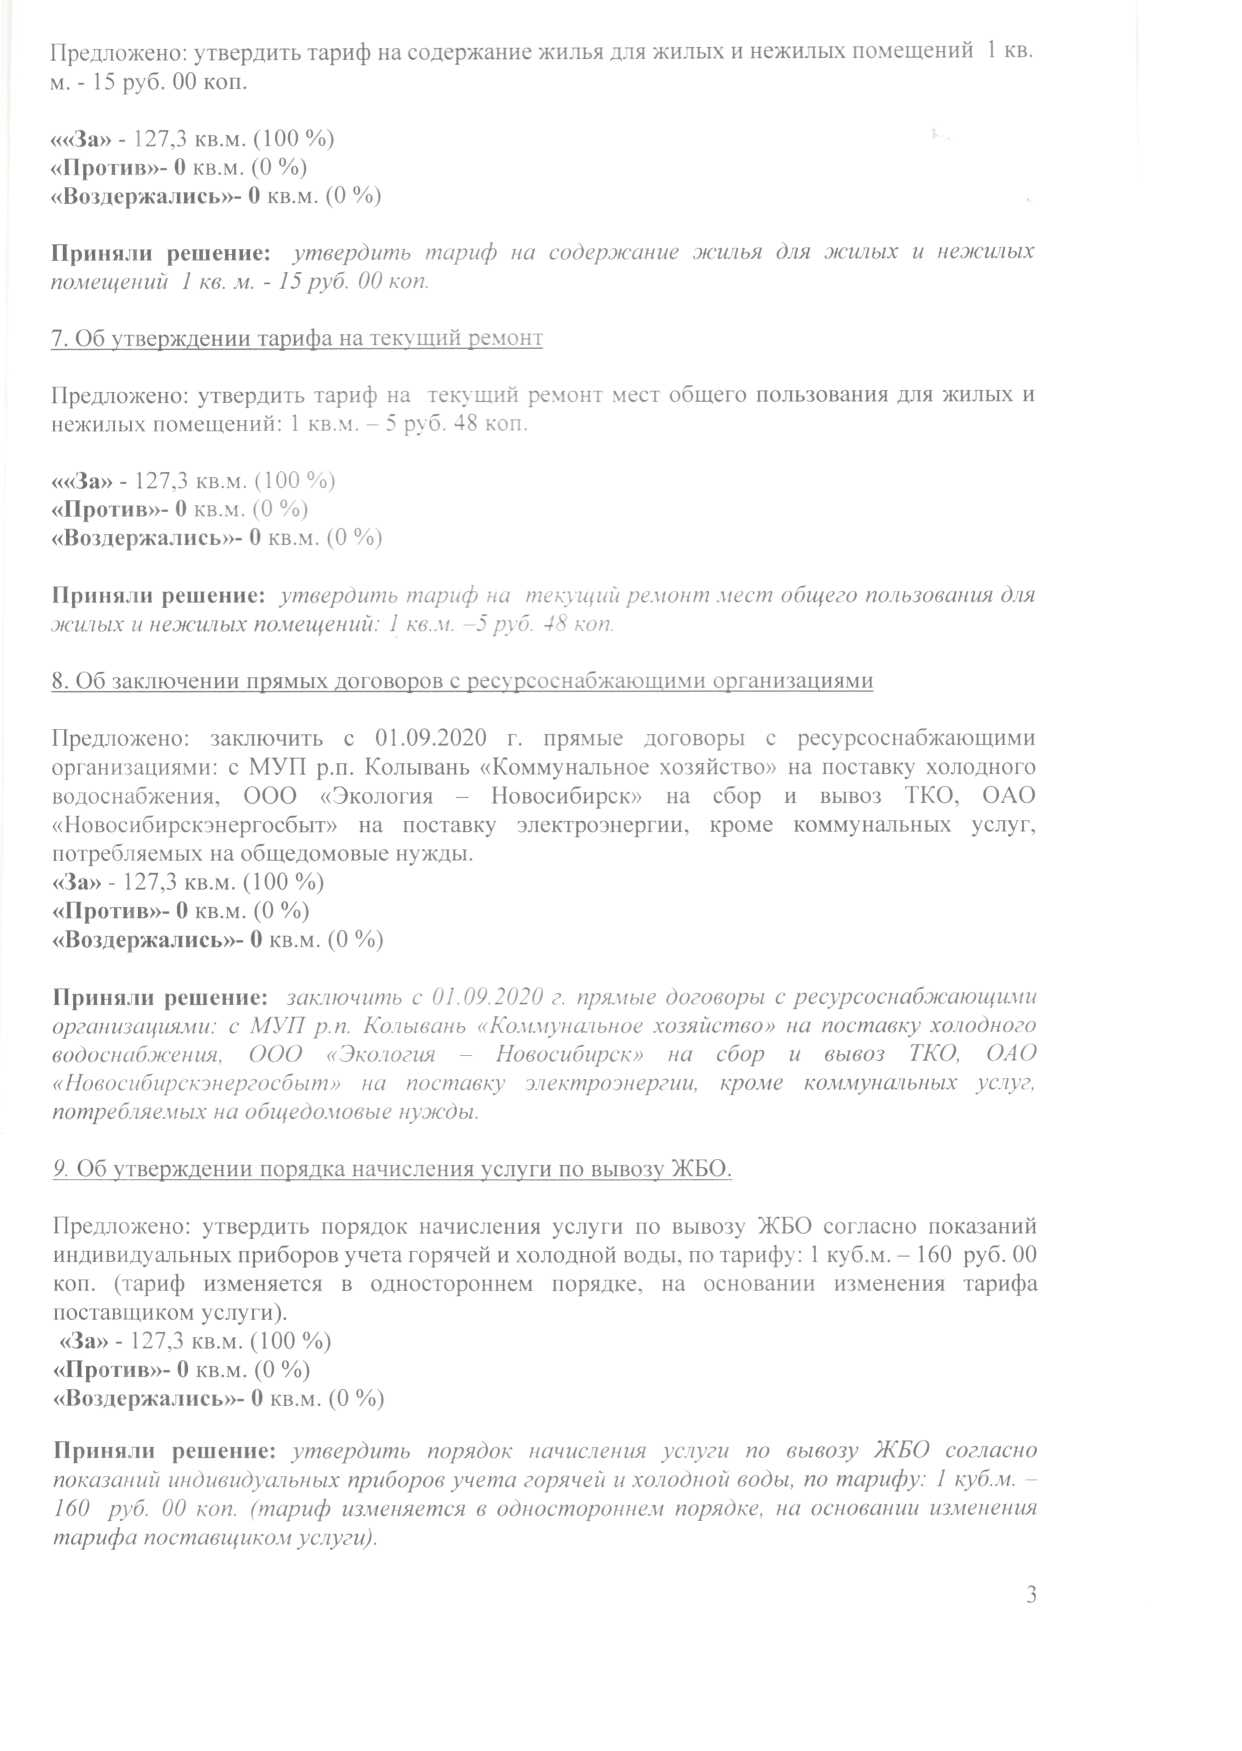 Предложено: утвердить тариф на содержание жилья для жилых и нежилых помещений 1 кв.
м. - 15 руб. 00 коп.
««За» - 127,3 кв.м. (100 %)
«Против»- 0 кв.м. (0 %)
«Воздержались»- 0 кв.м. (0 %)
Приняли решение: утвердить тариф на содержание жилья для жилых и нежилых
помещений 1 кв. м. - 15 руб. 00 коп.
7. Об утверждении тарифа на текущий ремонт
Предложено: утвердить тариф на текущий ремонт мест общего пользования для жилых и
нежилых помещений: 1 кв.м. – 5 руб. 48 коп.
««За» - 127,3 кв.м. (100 %)
«Против»- 0 кв.м. (0 %)
«Воздержались»- 0 кв.м. (0 %)
Приняли решение: утвердить тариф на текущий ремонт мест общего пользования для
жилых и нежилых помещений: 1 кв.м. –5 руб. 48 коп.
8. Об заключении прямых договоров с ресурсоснабжающими организациями
Предложено: заключить с 01.09.2020 г. прямые договоры с ресурсоснабжающими
организациями: с МУП р.п. Колывань «Коммунальное хозяйство» на поставку холодного
водоснабжения, ООО «Экология – Новосибирск» на сбор и вывоз ТКО, ОАО
«Новосибирскэнергосбыт» на поставку электроэнергии, кроме коммунальных услуг,
потребляемых на общедомовые нужды.
«За» - 127,3 кв.м. (100 %)
«Против»- 0 кв.м. (0 %)
«Воздержались»- 0 кв.м. (0 %)
Приняли решение: заключить с 01.09.2020 г. прямые договоры с ресурсоснабжающими
организациями: с МУП р.п. Колывань «Коммунальное хозяйство» на поставку холодного
водоснабжения, ООО «Экология – Новосибирск» на сбор и вывоз ТКО, ОАО
«Новосибирскэнергосбыт» на поставку электроэнергии, кроме коммунальных услуг,
потребляемых на общедомовые нужды.
9. Об утверждении порядка начисления услуги по вывозу ЖБО.
Предложено: утвердить порядок начисления услуги по вывозу ЖБО согласно показаний
индивидуальных приборов учета горячей и холодной воды, по тарифу: 1 куб.м. – 160 руб. 00
коп. (тариф изменяется в одностороннем порядке, на основании изменения тарифа
поставщиком услуги).
«За» - 127,3 кв.м. (100 %)
«Против»- 0 кв.м. (0 %)
«Воздержались»- 0 кв.м. (0 %)
Приняли решение: утвердить порядок начисления услуги по вывозу ЖБО согласно
показаний индивидуальных приборов учета горячей и холодной воды, по тарифу: 1 куб.м. –
160 руб. 00 коп. (тариф изменяется в одностороннем порядке, на основании изменения
тарифа поставщиком услуги).
3